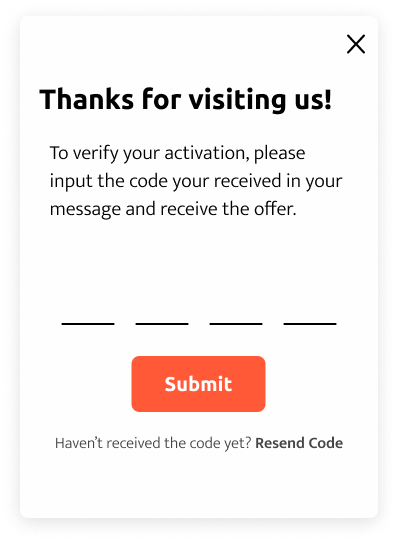 Thanks for visiting us!
To verify your activation, please
input the code your received in your
message and receive the offer.
Submit
Haven't received the code yet? Resend Code